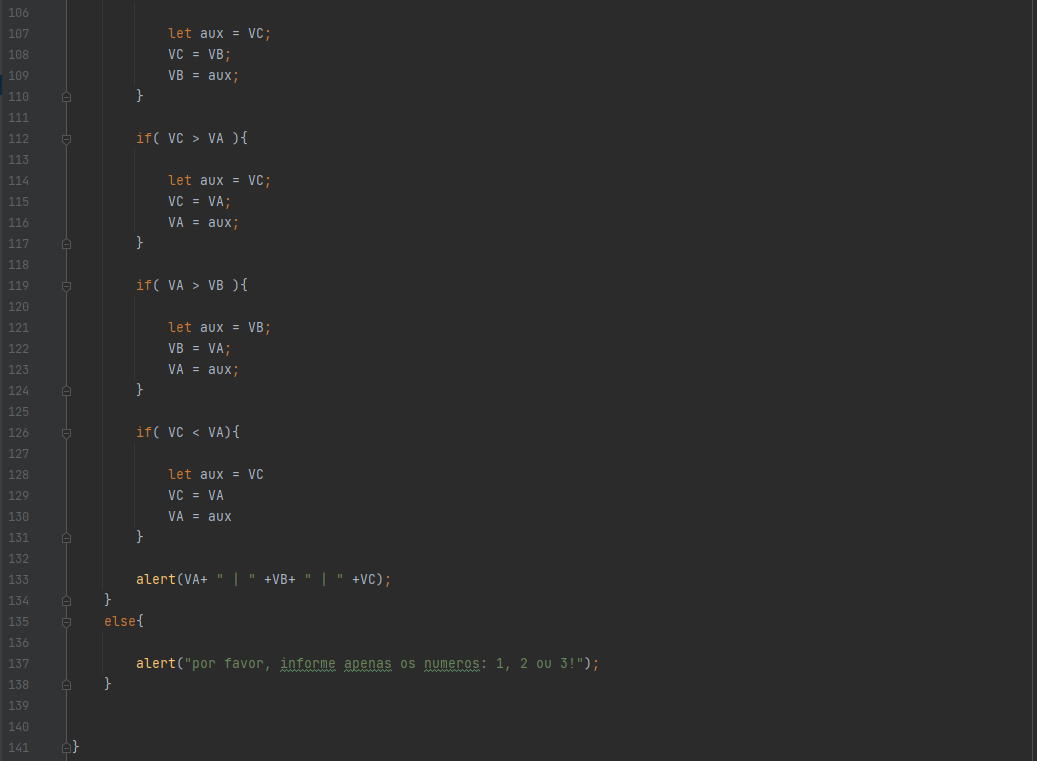 106
107 let aux = VC;
108 VC = VB;
109 VB = aux;
110 }
111
112 if( VC > VA ){
113
114 let aux = VC;
115 VC = VA;
116 VA = aux;
117 }
118
119 if( VA > VB ){
120
121 let aux = VB;
122 VB = VA;
123 VA = aux;
124 }
125
126 if( VC < VA){
127
128 let aux = VC
129 VC = VA
130 VA = aux
131 }
132
133 alert(VA+ " | " +VB+ " | " +VC);
134 }
135 else{
136
137 alert("por favor, informe apenas os numeros: 1, 2 ou 3!");
138 }
139
140
141 }